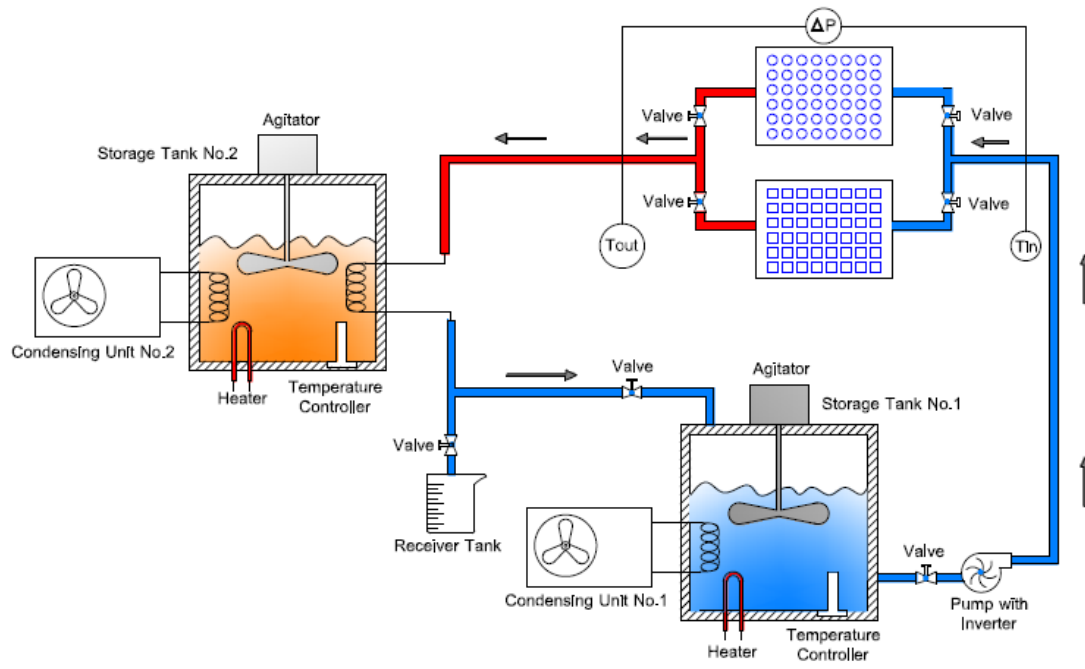 ΔP
Valve
Valve
Agitator
Storage Tank No.2
Valve
Valve
Tout
TIn
Condensing Unit No.2
Heater
Temperature
Controller
Valve
Agitator
Storage Tank No.1
Valve
Receiver Tank
Valve
Condensing Unit No.1
Pump with
Inverter
Heater
Temperature
Controller